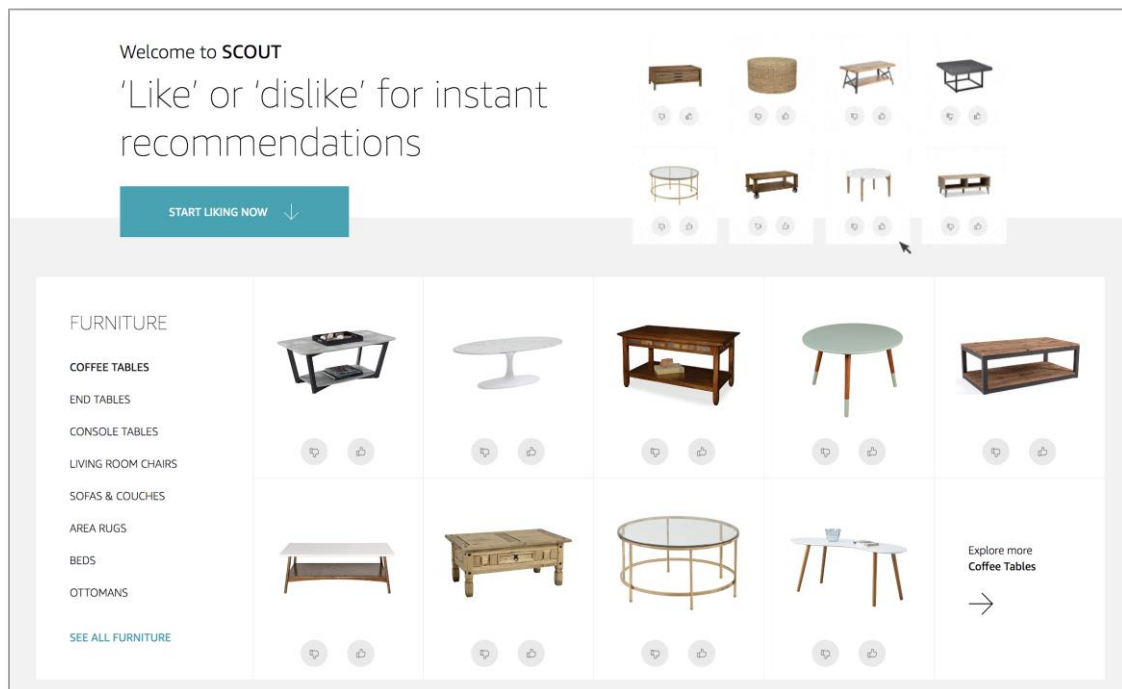 Welcome to SCOUT
'Like' or 'dislike' for instant
recommendations
START LIKING NOW
FURNITURE
COFFEE TABLES
END TABLES
CONSOLE TABLES
LIVING ROOM CHAIRS
SOFAS & COUCHES
AREA RUGS
BEDS
OTTOMANS
SEE ALL FURNITURE
Explore more
Coffee Tables